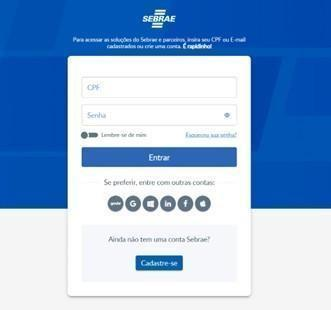 SEBRAE
Para acessar as soluções do Sebrae e parceiros, insira seu CPF ou E-mail
cadastrados ou crie uma conta. É rapidinho!
CPF
Senha
Lembre-se de mim
Esqueceu sua senha?
Entrar
Se preferir, entre com outras contas:
Ainda não tem uma conta Sebrae?
Cadastre-se